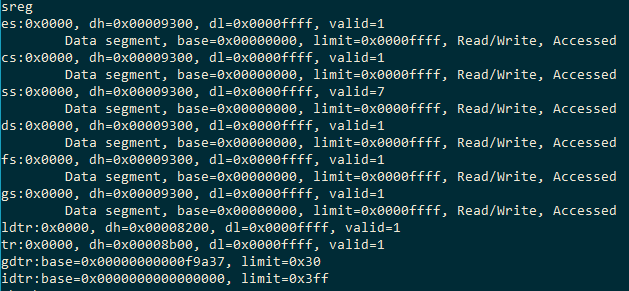 sreg
es:0x0000, dh=0x00009300, dl=0x0000ffff, valid=1
Data segment, base=0x00000000, limit=0x0000ffff, Read/Write, Accessed
cs:0x0000, dh=0x00009300, dl=0x0000ffff, valid=1
Data segment, base=0x00000000, limit=0x0000ffff, Read/Write, Accessed
ss:0x0000, dh=0x00009300, dl=0x0000ffff, valid=7
Data segment, base=0x00000000, limit=0x0000ffff, Read/Write, Accessed
ds:0x0000, dh=0x00009300, dl=0x0000ffff, valid=1
Data segment, base=0x00000000, limit=0x0000ffff, Read/Write, Accessed
fs:0x0000, dh=0x00009300, dl=0x0000ffff, valid=1
Data segment, base=0x00000000, limit=0x0000ffff, Read/Write, Accessed
gs:0x0000, dh=0x00009300, dl=0x0000ffff, valid=1
Data segment, base=0x00000000, limit=0x0000ffff, Read/Write, Accessed
ldtr:0x0000, dh=0x00008200, dl=0x0000ffff, valid=1
tr:0x0000, dh=0x00008b00, dl=0x0000ffff, valid=1
gdtr:base=0x00000000000f9a37, limit=0x30
idtr:base=0x0000000000000000, limit=0x3ff